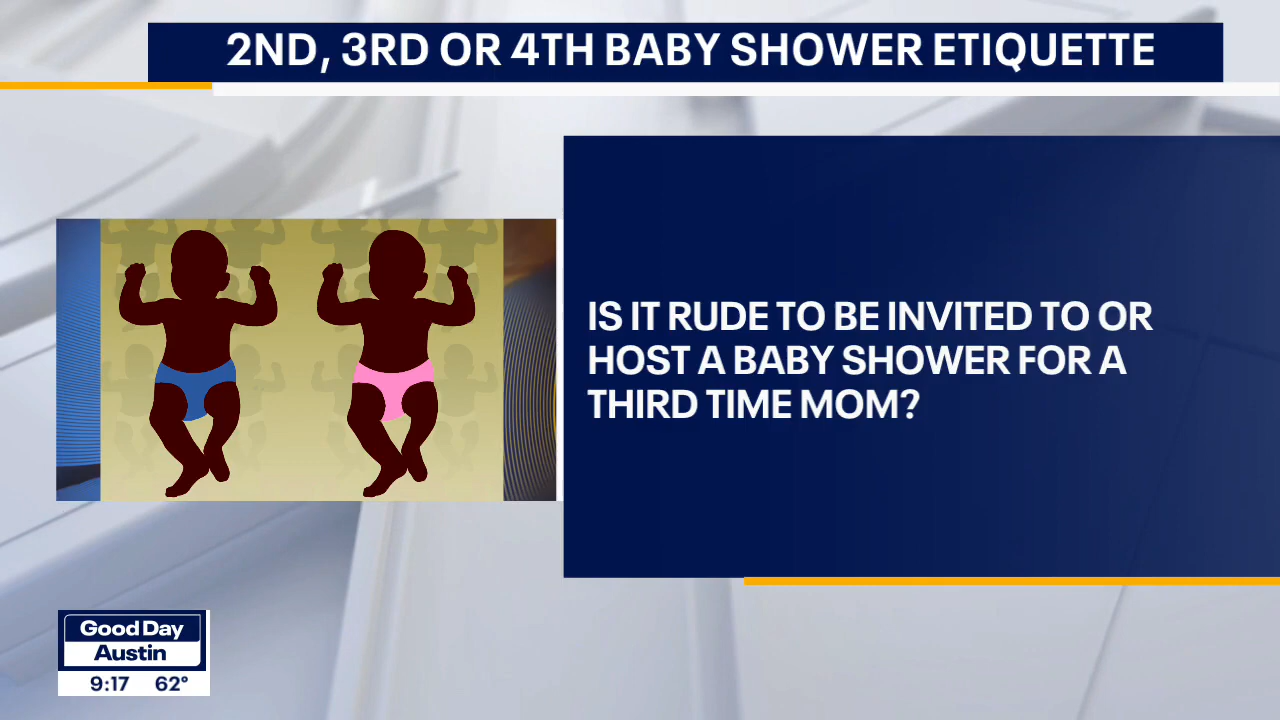 2ND, 3RD OR 4TH BABY SHOWER ETIQUETTE
IS IT RUDE TO BE INVITED TO OR
HOST A BABY SHOWER FOR A
THIRD TIME MOM?
Good Day
Austin
9:17 62°